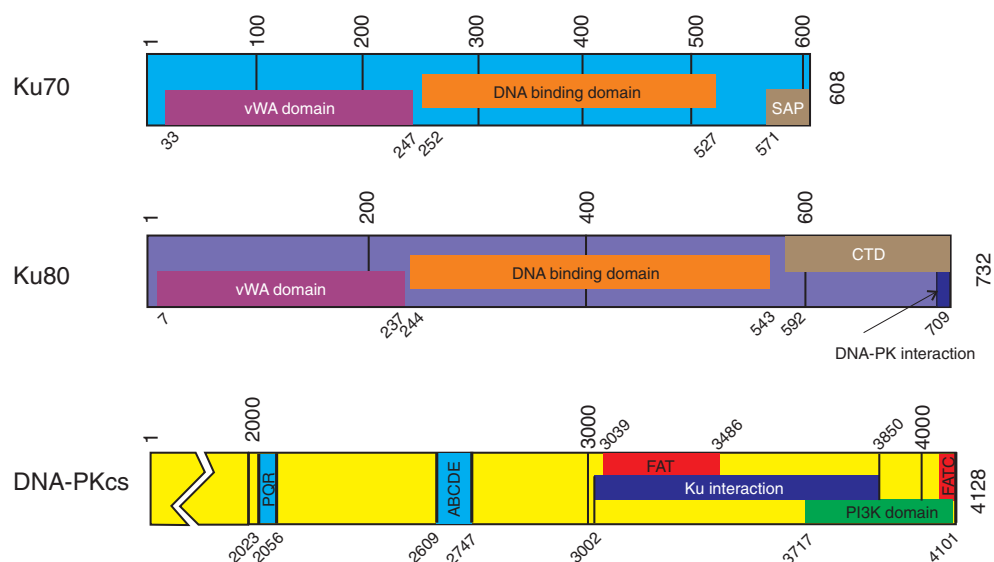 1 100 200 300 400 500 600
Ku70
DNA binding domain
vWA domain
SAP
608
33 247 252 527 571
1 200 400 600
Ku80
CTD
DNA binding domain
vWA domain
732
7 237 244 543 592 709
DNA-PK interaction
1 2000 3000 3039 3486 3850 4000
DNA-PKcs
PQR
ABCDE
FAT
FATC
Ku interaction
PI3K domain
4128
2023 2056 2609 2747 3002 3717 4101